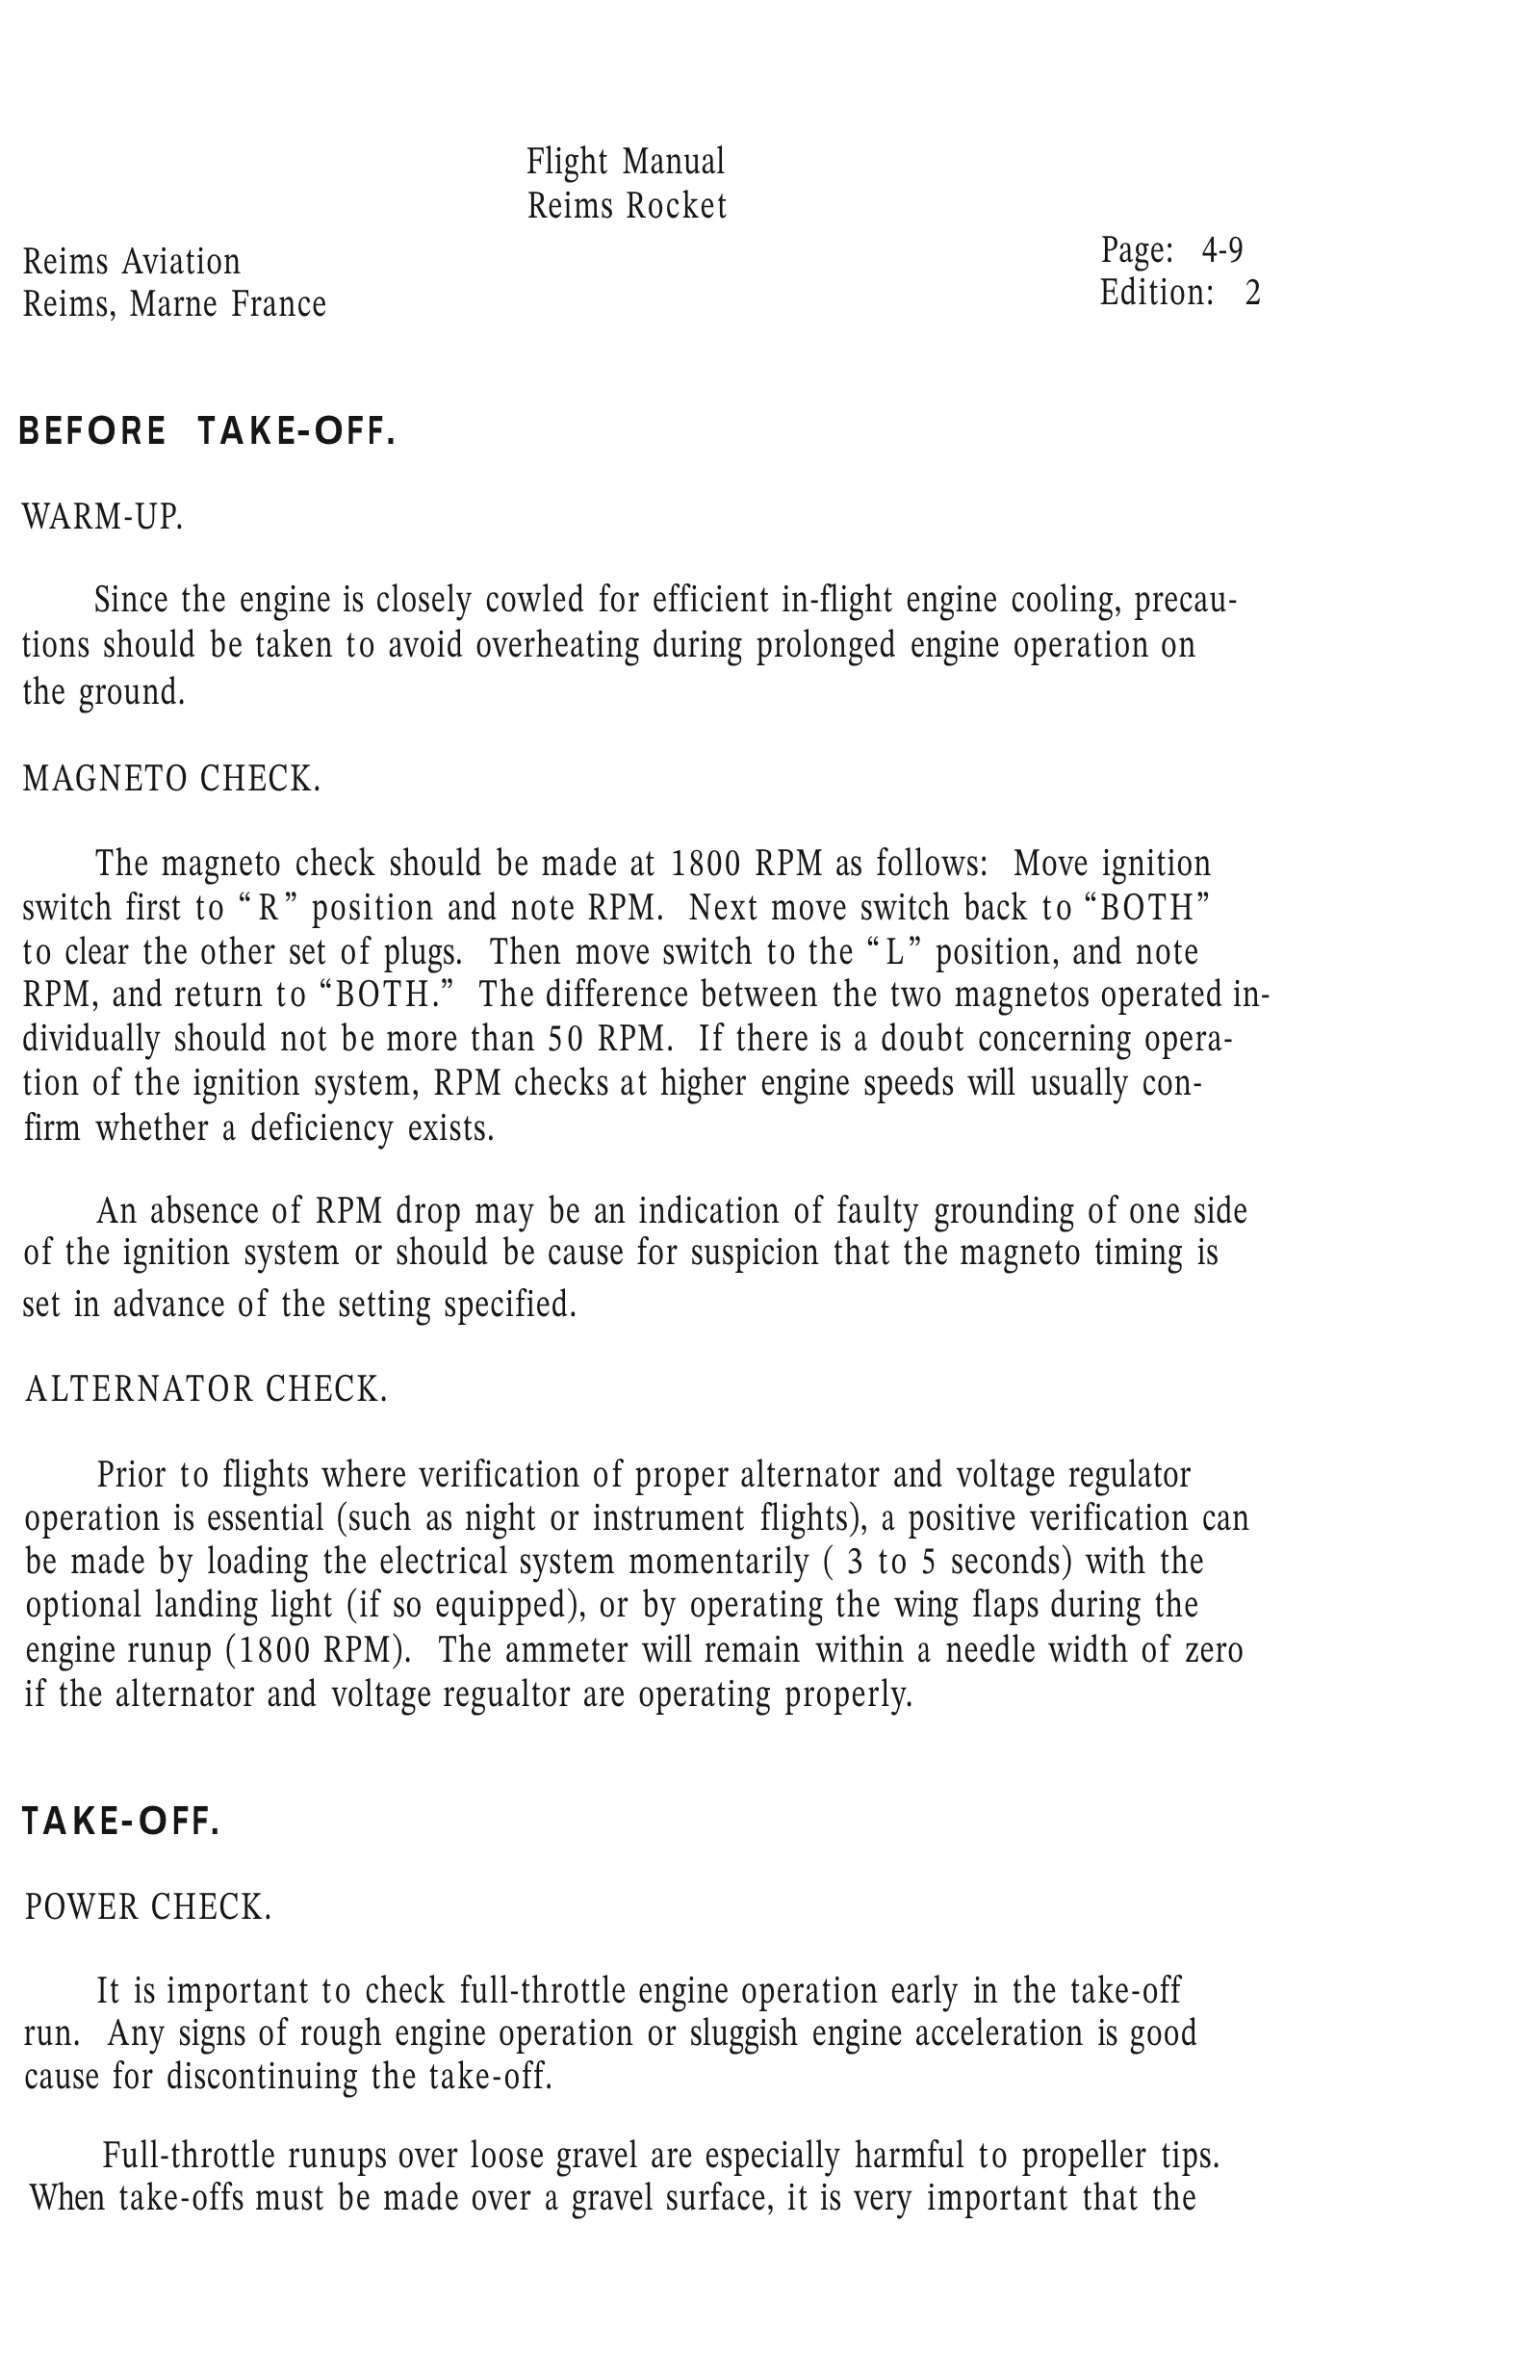 Flight Manual
Reims Rocket
Reims Aviation
Reims, Marne France
Page: 4-9
Edition: 2
BEFORE TAKE-OFF.
WARM-UP.
Since the engine is closely cowled for efficient in-flight engine cooling, precau-
tions should be taken to avoid overheating during prolonged engine operation on
the ground.
MAGNETO CHECK.
The magneto check should be made at 1800 RPM as follows: Move ignition
switch first to “R” position and note RPM. Next move switch back to “BOTH”
to clear the other set of plugs. Then move switch to the “L” position, and note
RPM, and return to “BOTH.” The difference between the two magnetos operated in-
dividually should not be more than 50 RPM. If there is a doubt concerning opera-
tion of the ignition system, RPM checks at higher engine speeds will usually con-
firm whether a deficiency exists.
An absence of RPM drop may be an indication of faulty grounding of one side
of the ignition system or should be cause for suspicion that the magneto timing is
set in advance of the setting specified.
ALTERNATOR CHECK.
Prior to flights where verification of proper alternator and voltage regulator
operation is essential (such as night or instrument flights), a positive verification can
be made by loading the electrical system momentarily ( 3 to 5 seconds) with the
optional landing light (if so equipped), or by operating the wing flaps during the
engine runup (1800 RPM). The ammeter will remain within a needle width of zero
if the alternator and voltage regualtor are operating properly.
TAKE-OFF.
POWER CHECK.
It is important to check full-throttle engine operation early in the take-off
run. Any signs of rough engine operation or sluggish engine acceleration is good
cause for discontinuing the take-off.
Full-throttle runups over loose gravel are especially harmful to propeller tips.
When take-offs must be made over a gravel surface, it is very important that the